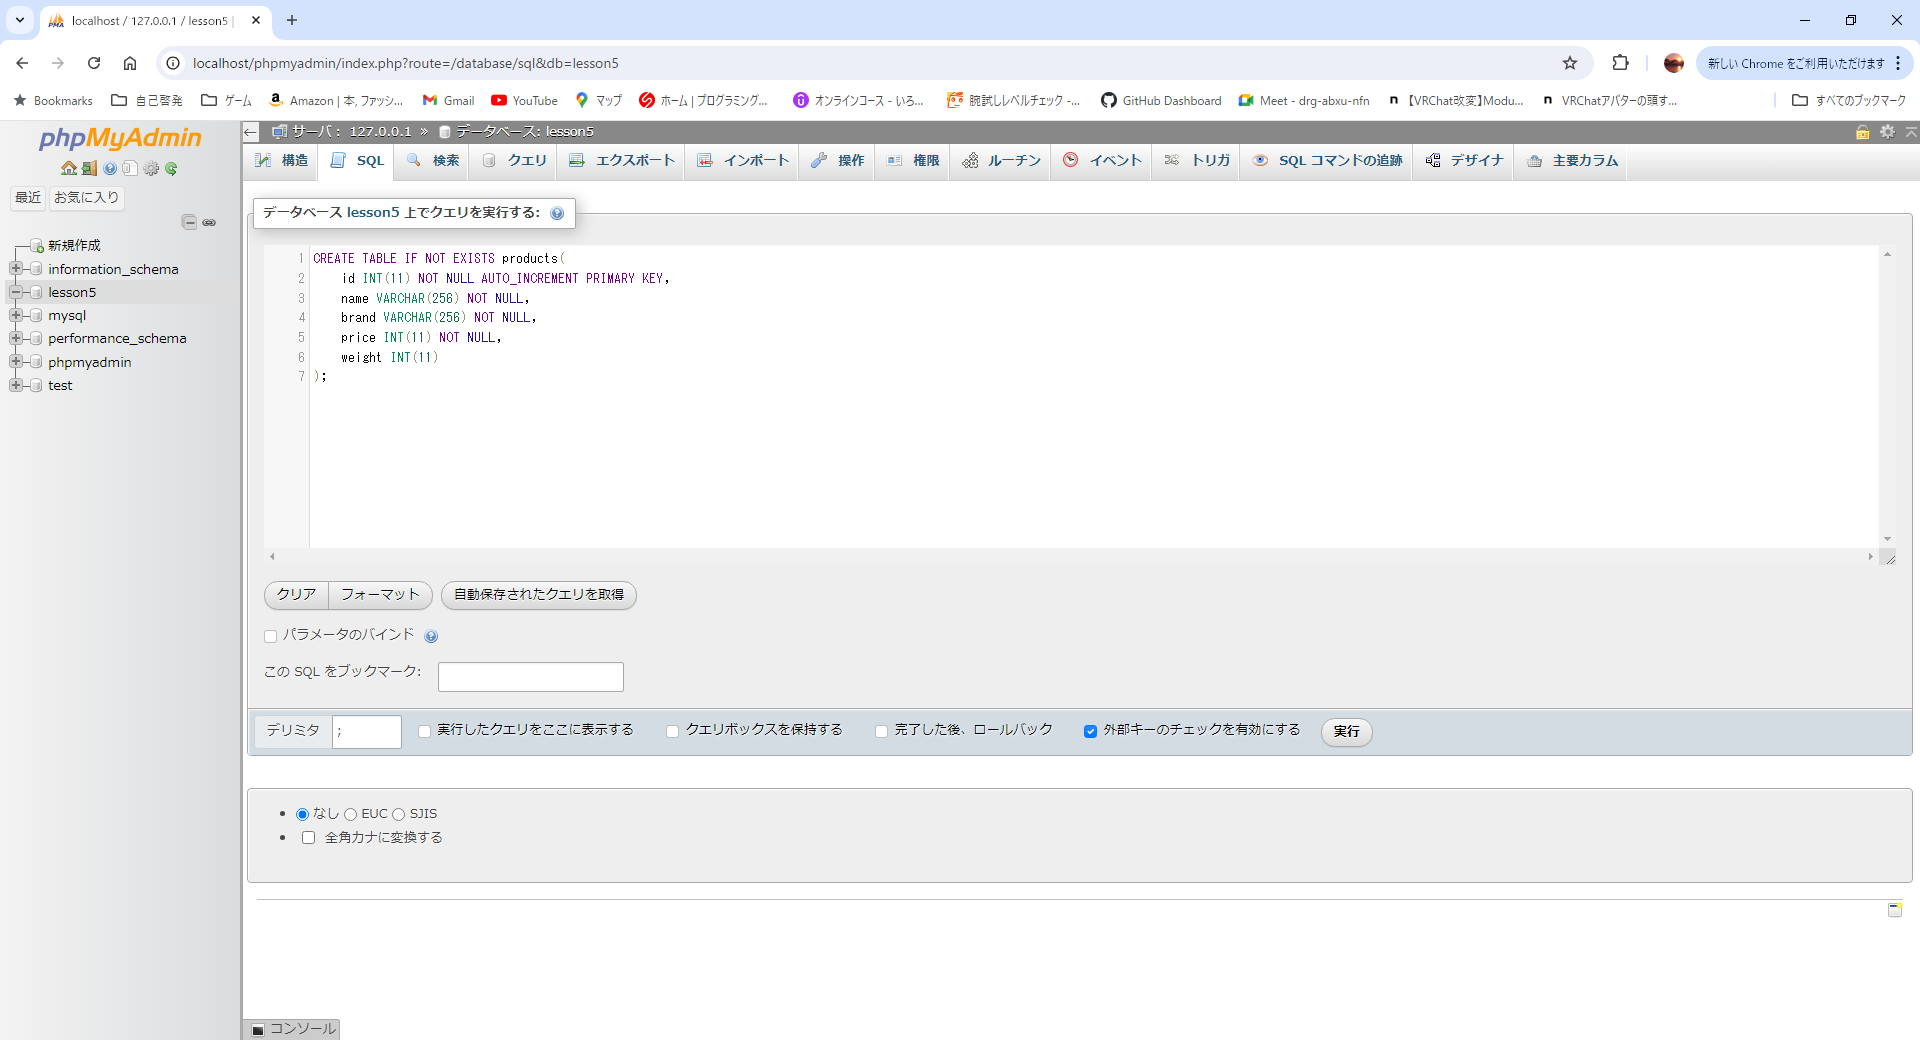 localhost / 127.0.0.1 / lesson5 |
localhost/phpmyadmin/index.php?route=/database/sql&db=lesson5
新しい Chrome をご利用いただけます
Bookmarks 自己啓発 ゲーム Amazon | 本, ファッシ... Gmail YouTube マップ ホーム | プログラミング... オンラインコース - いろ... 腕試しレベルチェック -... GitHub Dashboard Meet - drg-abxu-nfn 【VRChat改変】Modu... VRChatアバターの頭す... すべてのブックマーク
phpMyAdmin
最近 お気に入り
新規作成
information_schema
lesson5
mysql
performance_schema
phpmyadmin
test
サーバ: 127.0.0.1 » データベース: lesson5
構造 SQL 検索 クエリ エクスポート インポート 操作 権限 ルーチン イベント トリガ SQL コマンドの追跡 デザイナ 主要カラム
データベース lesson5 上でクエリを実行する:
1 CREATE TABLE IF NOT EXISTS products(
2 id INT(11) NOT NULL AUTO_INCREMENT PRIMARY KEY,
3 name VARCHAR(256) NOT NULL,
4 brand VARCHAR(256) NOT NULL,
5 price INT(11) NOT NULL,
6 weight INT(11)
7 );
クリア フォーマット 自動保存されたクエリを取得
パラメータのバインド
この SQL をブックマーク:
デリミタ ; 実行したクエリをここに表示する クエリボックスを保持する 完了した後、ロールバック 外部キーのチェックを有効にする 実行
なし EUC SJIS
全角カナに変換する
コンソール